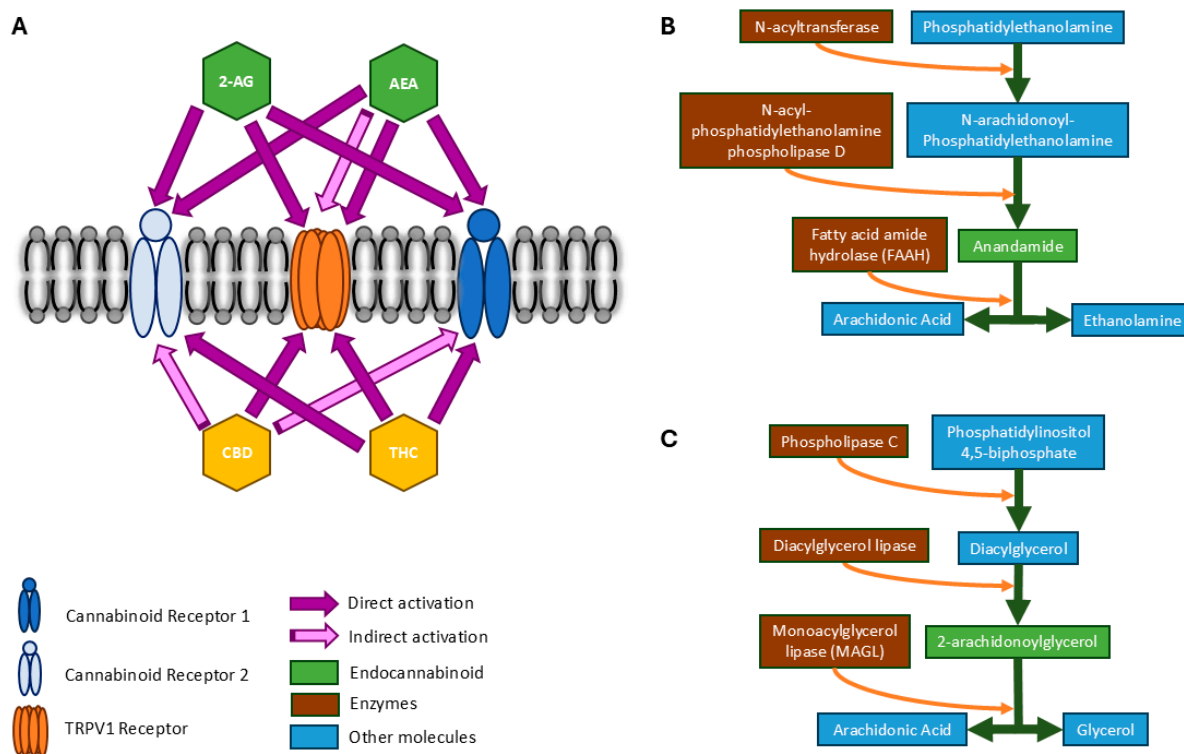 A
2-AG
AEA
CBD
THC
Cannabinoid Receptor 1
Cannabinoid Receptor 2
TRPV1 Receptor
Direct activation
Indirect activation
Endocannabinoid
Enzymes
Other molecules
B
N-acyltransferase
Phosphatidylethanolamine
N-acyl-
phosphatidylethanolamine
phospholipase D
N-arachidonoyl-
Phosphatidylethanolamine
Fatty acid amide
hydrolase (FAAH)
Anandamide
Arachidonic Acid
Ethanolamine
C
Phospholipase C
Phosphatidylinositol
4,5-biphosphate
Diacylglycerol lipase
Diacylglycerol
Monoacylglycerol
lipase (MAGL)
2-arachidonoylglycerol
Arachidonic Acid
Glycerol